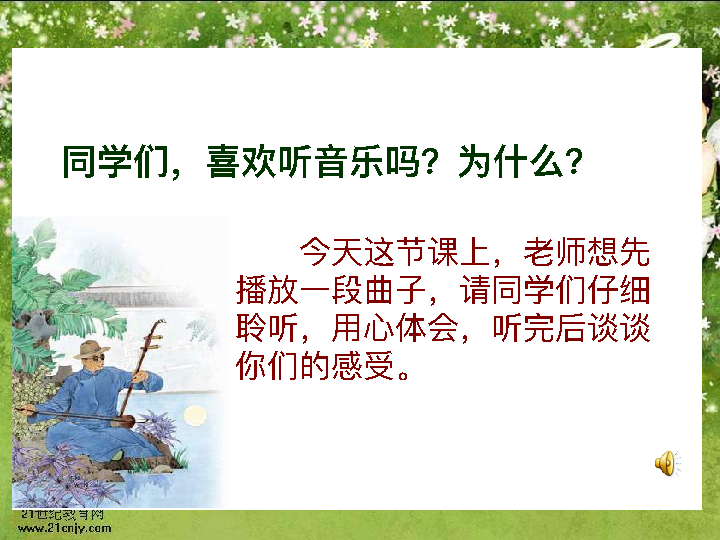 同学们，喜欢听音乐吗？为什么？
今天这节课上，老师想先
播放一段曲子，请同学们仔细
聆听，用心体会，听完后谈谈
你们的感受。
21世纪教育网
www.21cnjy.com